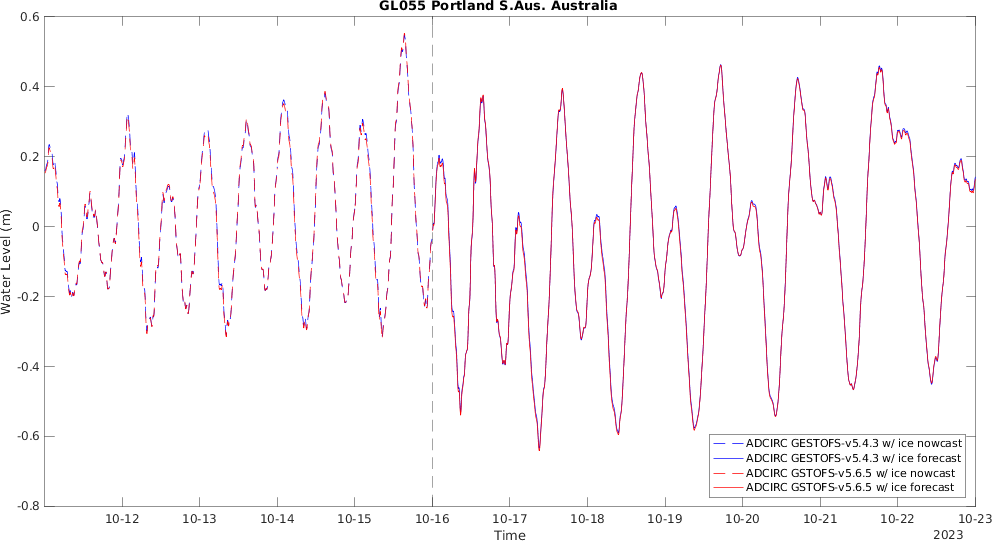 GL055 Portland S.Aus. Australia
0.6
0.4
0.2
0
-0.2
-0.4
-0.6
-0.8
Water Level (m)
ADCIRC GESTOFS-v5.4.3 w/ ice nowcast
ADCIRC GESTOFS-v5.4.3 w/ ice forecast
ADCIRC GSTOFS-v5.6.5 w/ ice nowcast
ADCIRC GSTOFS-v5.6.5 w/ ice forecast
10-12 10-13 10-14 10-15 10-16 10-17 10-18 10-19 10-20 10-21 10-22 10-23
Time
2023